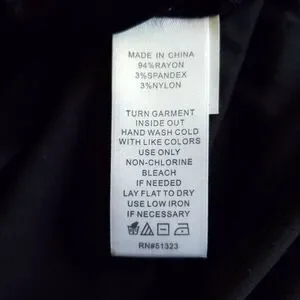 MADE IN CHINA
94%RAYON
3%SPANDEX
3%NYLON
TURN GARMENT
INSIDE OUT
HAND WASH COLD
WITH LIKE COLORS
USE ONLY
NON-CHLORINE
BLEACH
IF NEEDED
LAY FLAT TO DRY
USE LOW IRON
IF NECESSARY
RN#51323